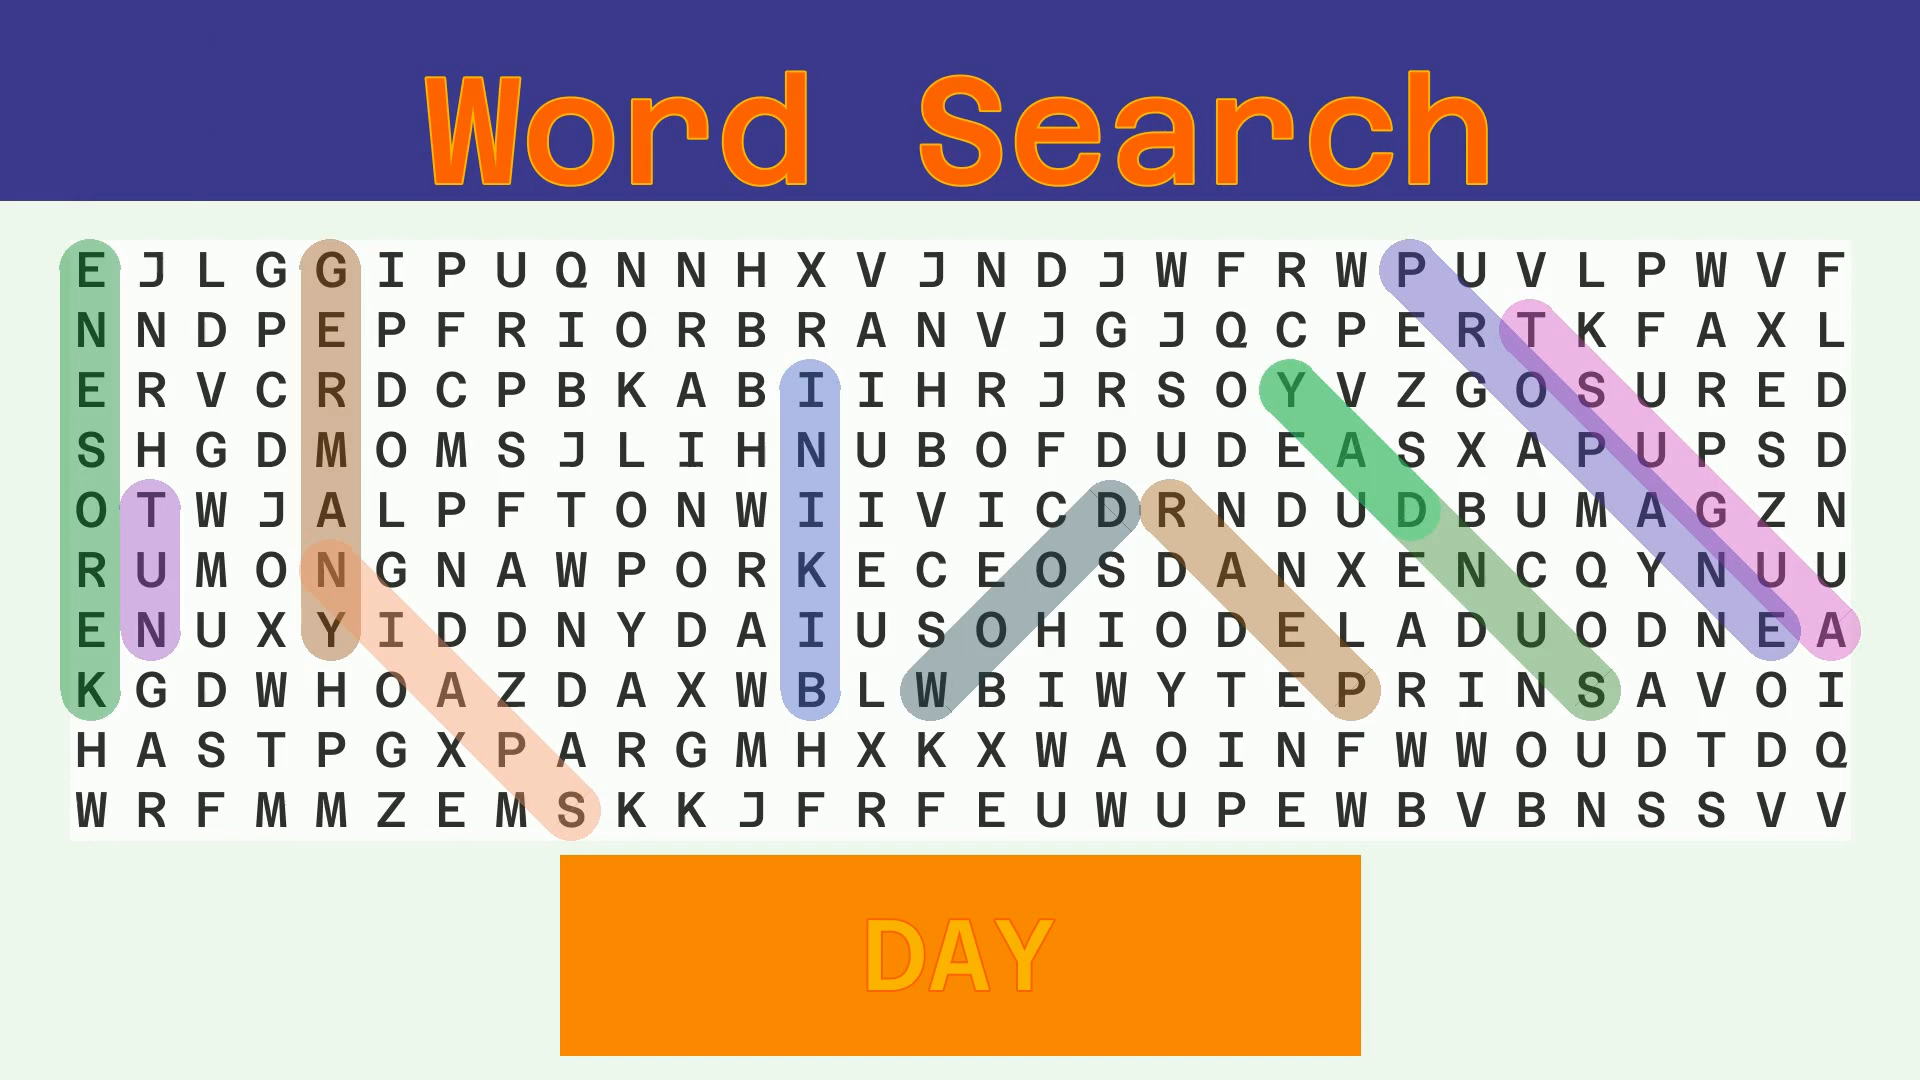 Word Search
E J L G G I P U Q N N H X V J N D J W F R W P U V L P W V F
N N D P E P F R I O R B R A N V J G J Q C P E R T K F A X L
E R V C R D C P B K A B I I H R J R S O Y V Z G O S U R E D
S H G D M O M S J L I H N U B O F D U D E A S X A P U P S D
O T W J A L P F T O N W I I V I C D R N D U D B U M A G Z N
R U M O N G N A W P O R K E C E O S D A N X E N C Q Y N U U
E N U X Y I D D N Y D A I U S O H I O D E L A D U O D N E A
K G D W H O A Z D A X W B L W B I W Y T E P R I N S A V O I
H A S T P G X P A R G M H X K X W A O I N F W W O U D T D Q
W R F M M Z E M S K K J F R F E U W U P E W B V B N S S V V
DAY